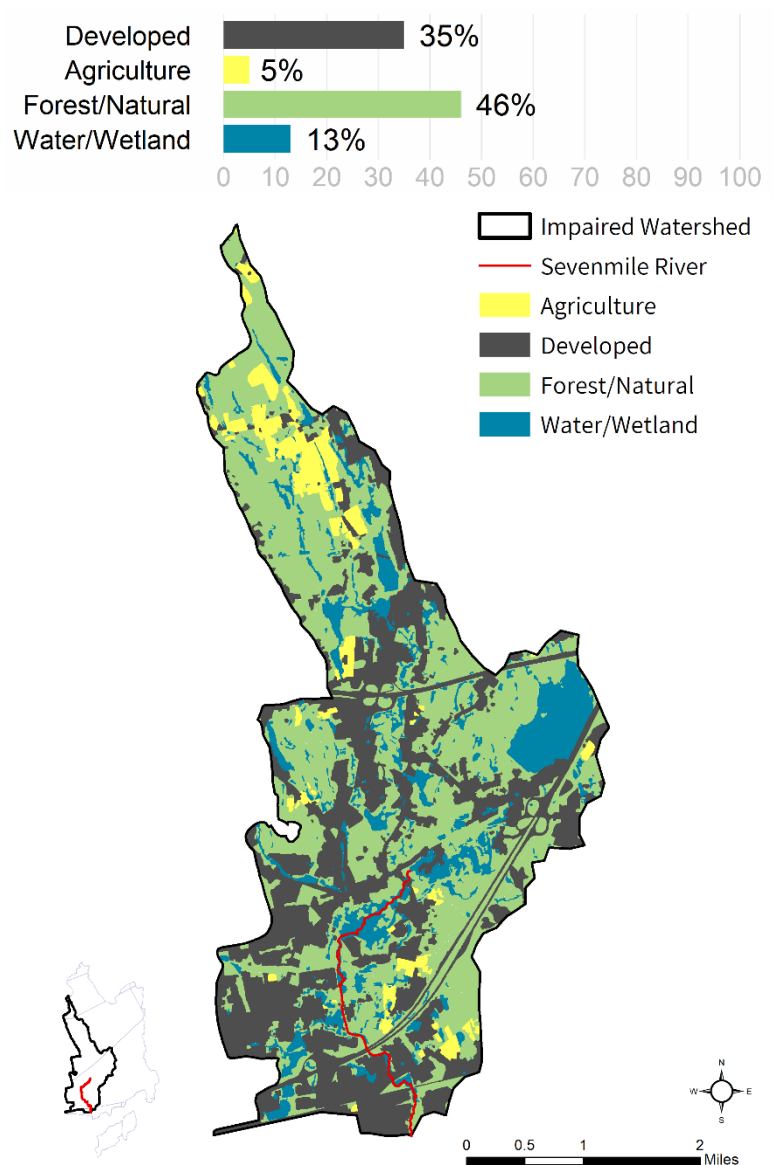 Developed 35%
Agriculture 5%
Forest/Natural 46%
Water/Wetland 13%
0 10 20 30 40 50 60 70 80 90 100
Impaired Watershed
Sevenmile River
Agriculture
Developed
Forest/Natural
Water/Wetland
N
W E
S
0 0.5 1 2
Miles